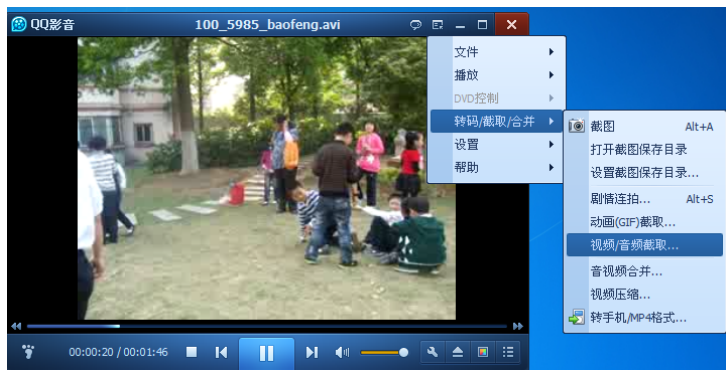 QQ影音
100_5985_baofeng.avi
文件
播放
DVD控制
转码/截取/合并
设置
帮助
截图 Alt+A
打开截图保存目录
设置截图保存目录...
剧情连拍... Alt+S
动画(GIF)截取...
视频/音频截取...
音视频合并...
视频压缩...
转手机/MP4格式...
00:00:20 / 00:01:46